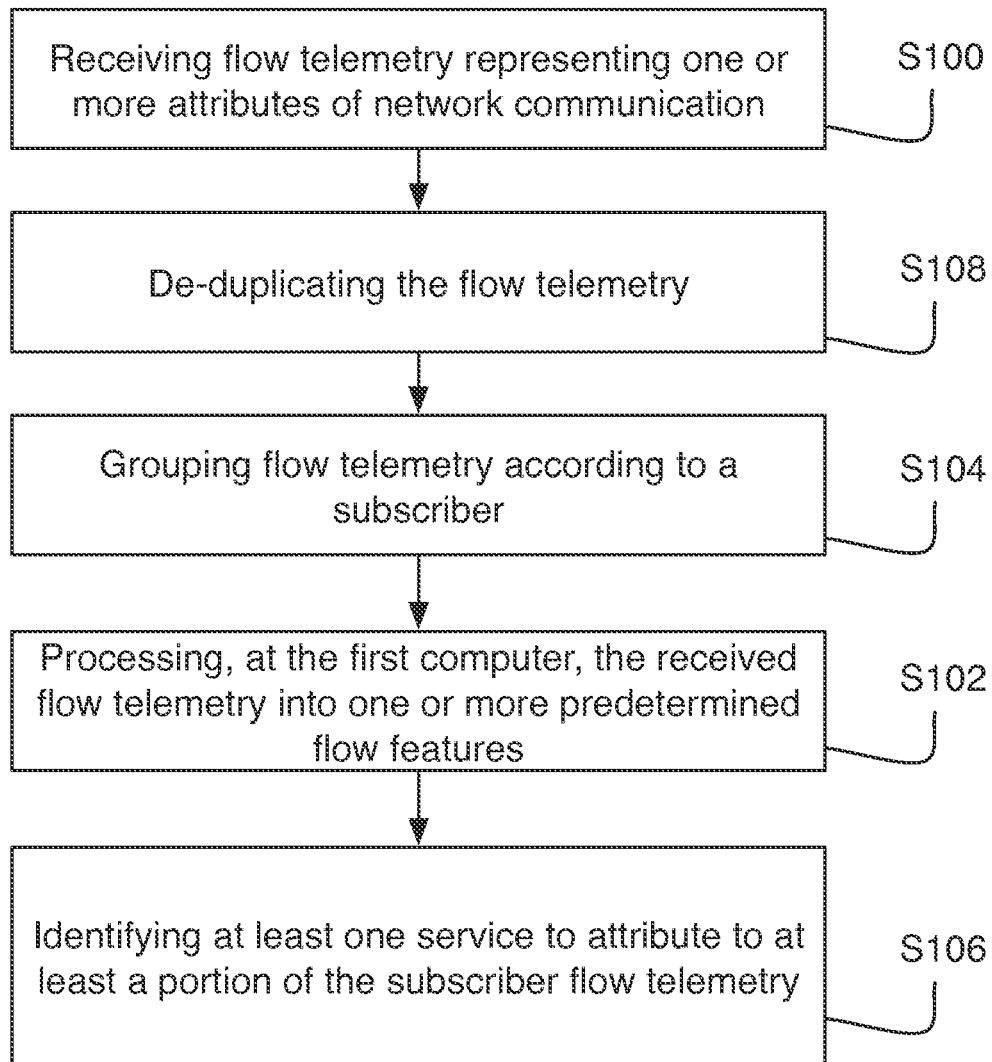 Receiving flow telemetry representing one or
more attributes of network communication
S100
De-duplicating the flow telemetry
S108
Grouping flow telemetry according to a
subscriber
S104
Processing, at the first computer, the received
flow telemetry into one or more predetermined
flow features
S102
Identifying at least one service to attribute to at
least a portion of the subscriber flow telemetry
S106